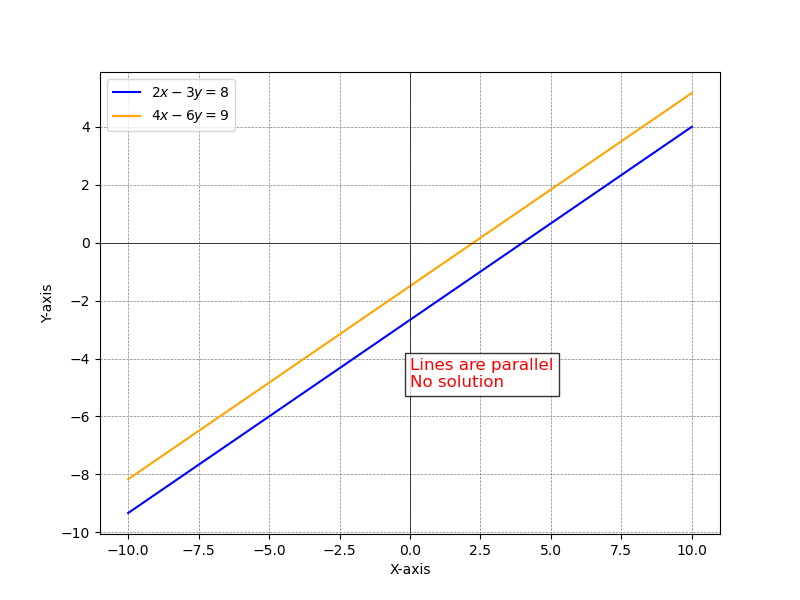 2x − 3y = 8
4x − 6y = 9
4
2
0
−2
−4
−6
−8
−10
Y-axis
Lines are parallel
No solution
−10.0 −7.5 −5.0 −2.5 0.0 2.5 5.0 7.5 10.0
X-axis